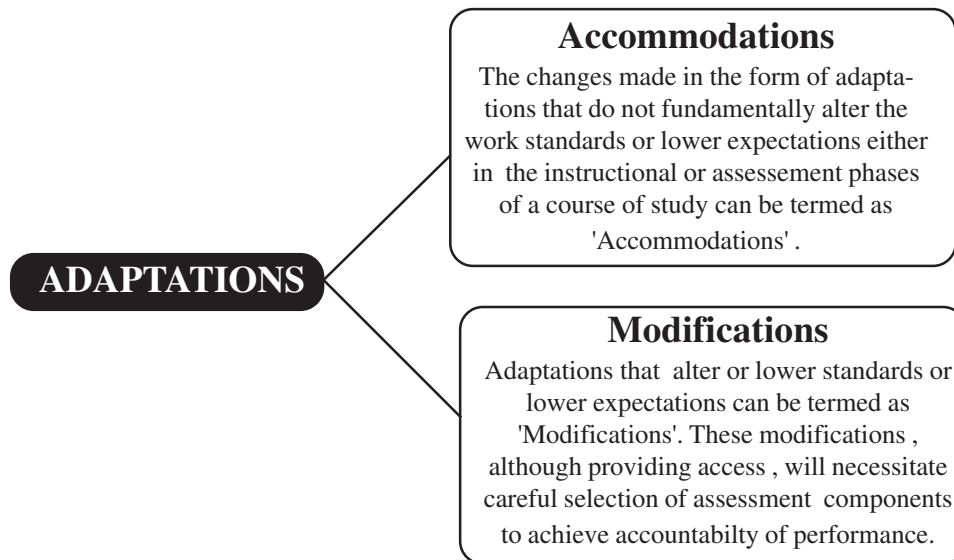 Accommodations
The changes made in the form of adapta-
tions that do not fundamentally alter the
work standards or lower expectations either
in the instructional or assessement phases
of a course of study can be termed as
'Accommodations' .
ADAPTATIONS
Modifications
Adaptations that alter or lower standards or
lower expectations can be termed as
'Modifications'. These modifications ,
although providing access , will necessitate
careful selection of assessment components
to achieve accountabilty of performance.